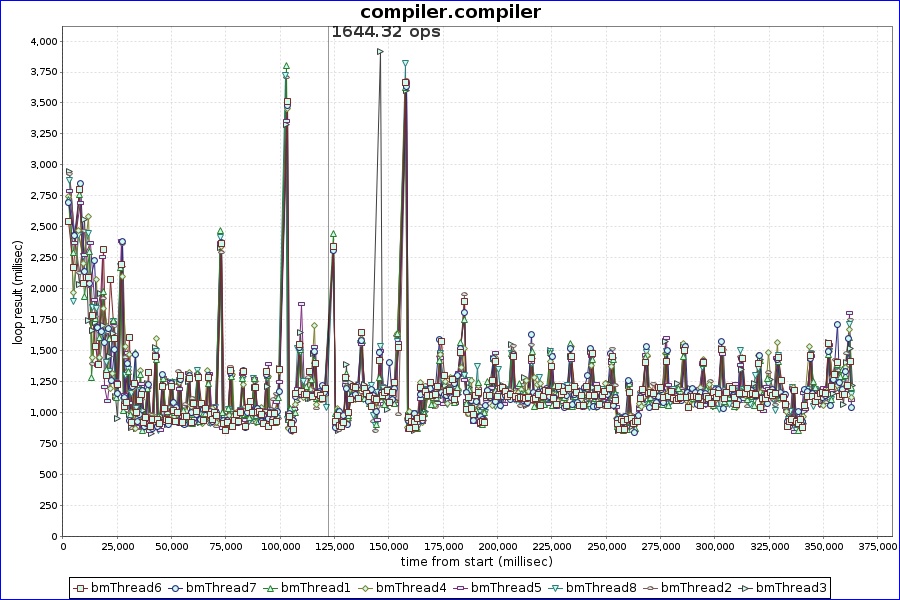 compiler.compiler
1644.32 ops
4,000
3,750
3,500
3,250
3,000
2,750
2,500
2,250
2,000
1,750
1,500
1,250
1,000
750
500
250
0
loop result (millisec)
0 25,000 50,000 75,000 100,000 125,000 150,000 175,000 200,000 225,000 250,000 275,000 300,000 325,000 350,000 375,000
time from start (millisec)
bmThread6 bmThread7 bmThread1 bmThread4 bmThread5 bmThread8 bmThread2 bmThread3